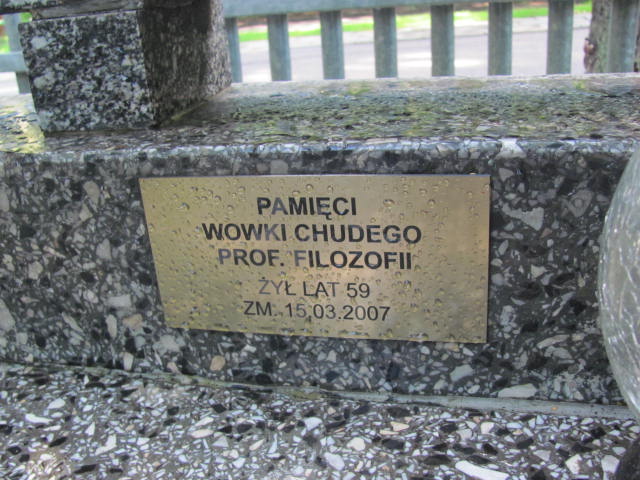 PAMIĘCI
WOWKI CHUDEGO
PROF. FILOZOFII
ŻYŁ LAT 59
ZM. 15.03.2007